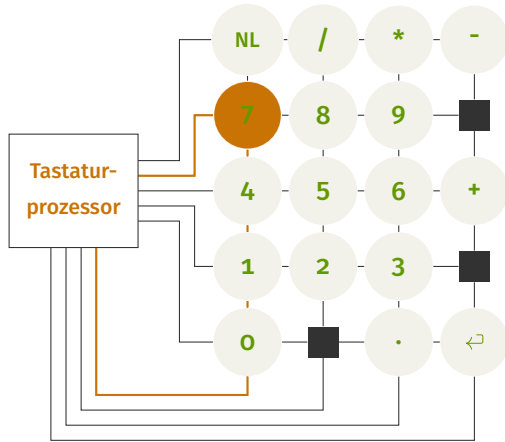 NL / * -
7 8 9
Tastatur-
prozessor
4 5 6 +
1 2 3
0 . ↵